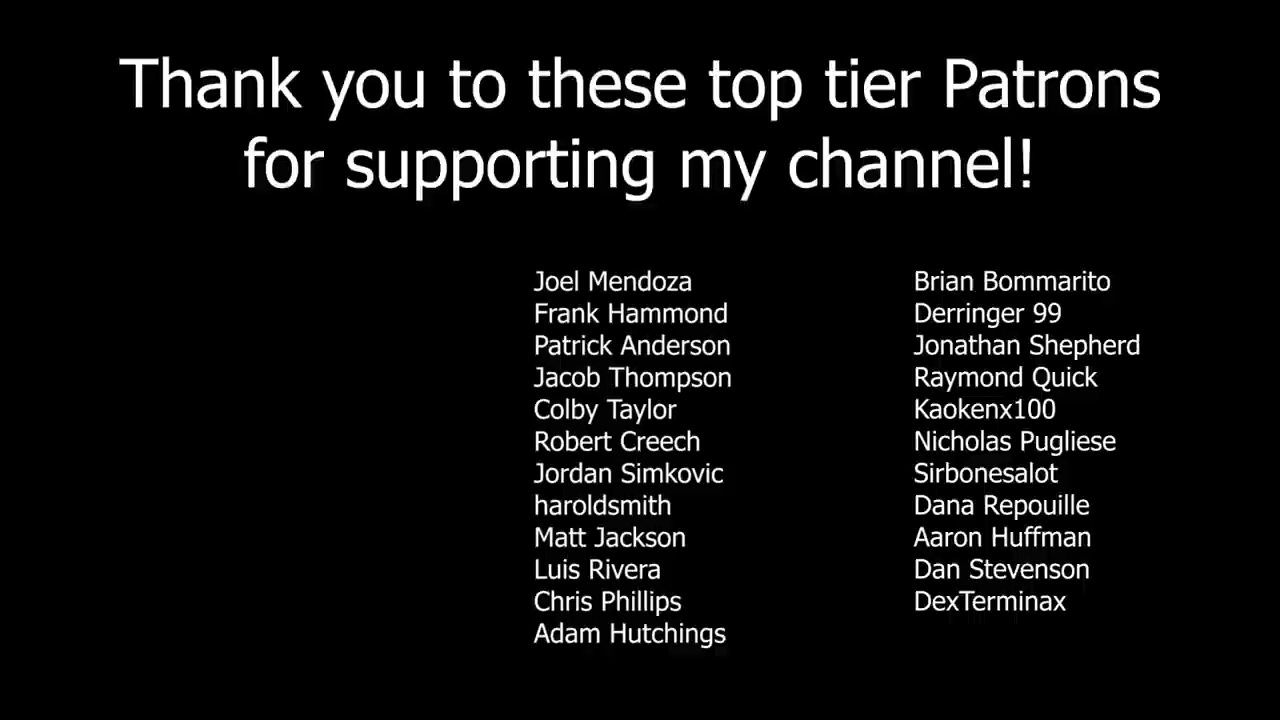 Thank you to these top tier Patrons
for supporting my channel!
Joel Mendoza
Frank Hammond
Patrick Anderson
Jacob Thompson
Colby Taylor
Robert Creech
Jordan Simkovic
haroldsmith
Matt Jackson
Luis Rivera
Chris Phillips
Adam Hutchings
Brian Bommarito
Derringer 99
Jonathan Shepherd
Raymond Quick
Kaokenx100
Nicholas Pugliese
Sirbonesalot
Dana Repouille
Aaron Huffman
Dan Stevenson
DexTerminax